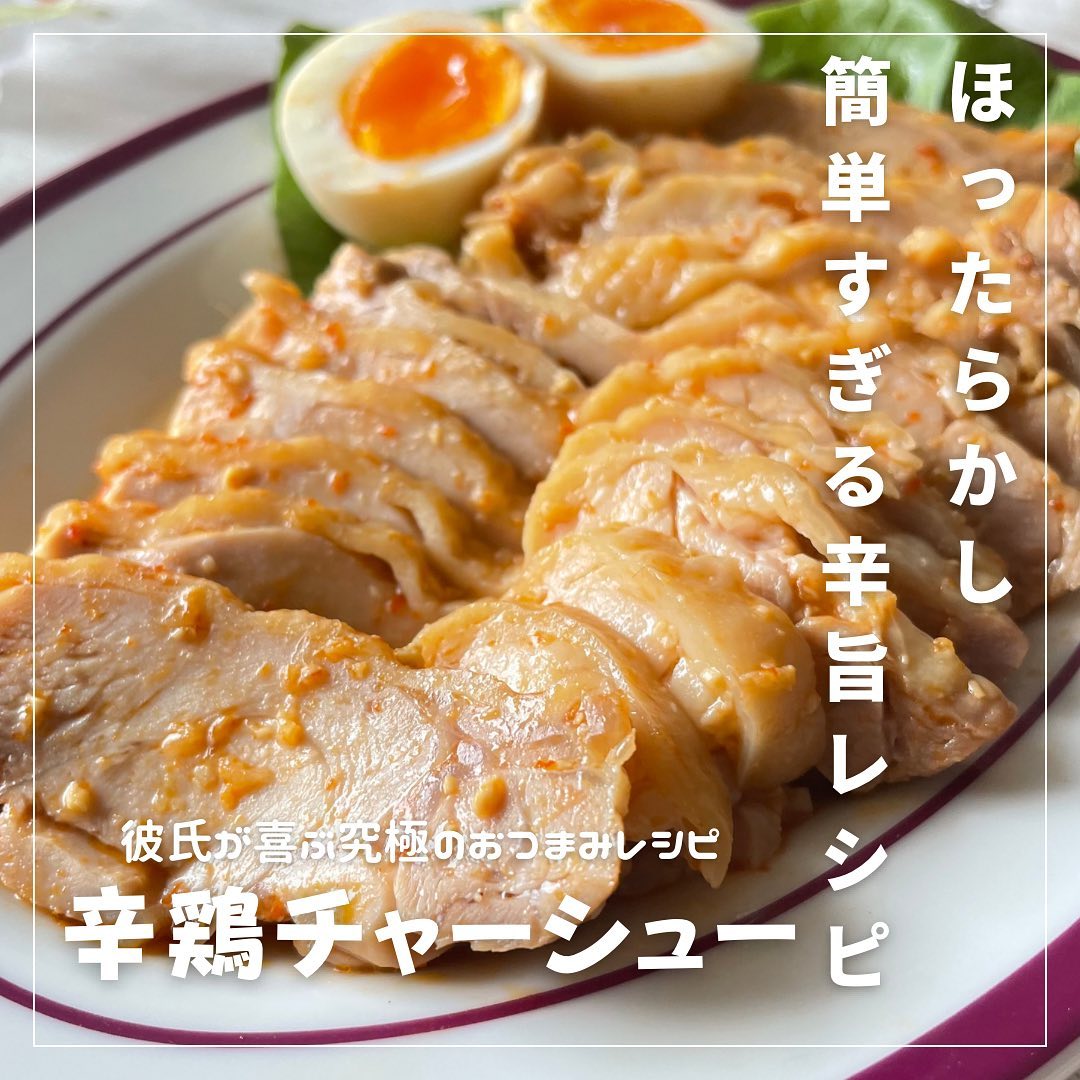 ほったらかし
簡単すぎる辛旨レシピ
彼氏が喜ぶ究極のおつまみレシピ
辛鶏チャーシュー